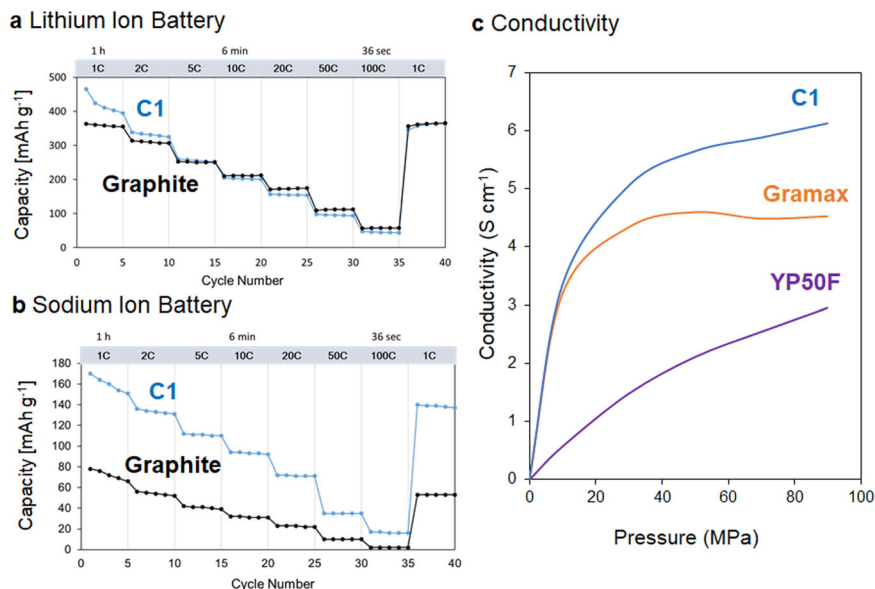 a Lithium Ion Battery
1 h 6 min 36 sec
1C 2C 5C 10C 20C 50C 100C 1C
500
400
300
200
100
0
Capacity [mAh g-1]
C1
Graphite
0 5 10 15 20 25 30 35 40
Cycle Number
b Sodium Ion Battery
1 h 6 min 36 sec
1C 2C 5C 10C 20C 50C 100C 1C
180
160
140
120
100
80
60
40
20
0
Capacity [mAh g-1]
C1
Graphite
0 5 10 15 20 25 30 35 40
Cycle Number
c Conductivity
7
6
5
4
3
2
1
0
Conductivity (S cm-1)
C1
Gramax
YP50F
0 20 40 60 80 100
Pressure (MPa)